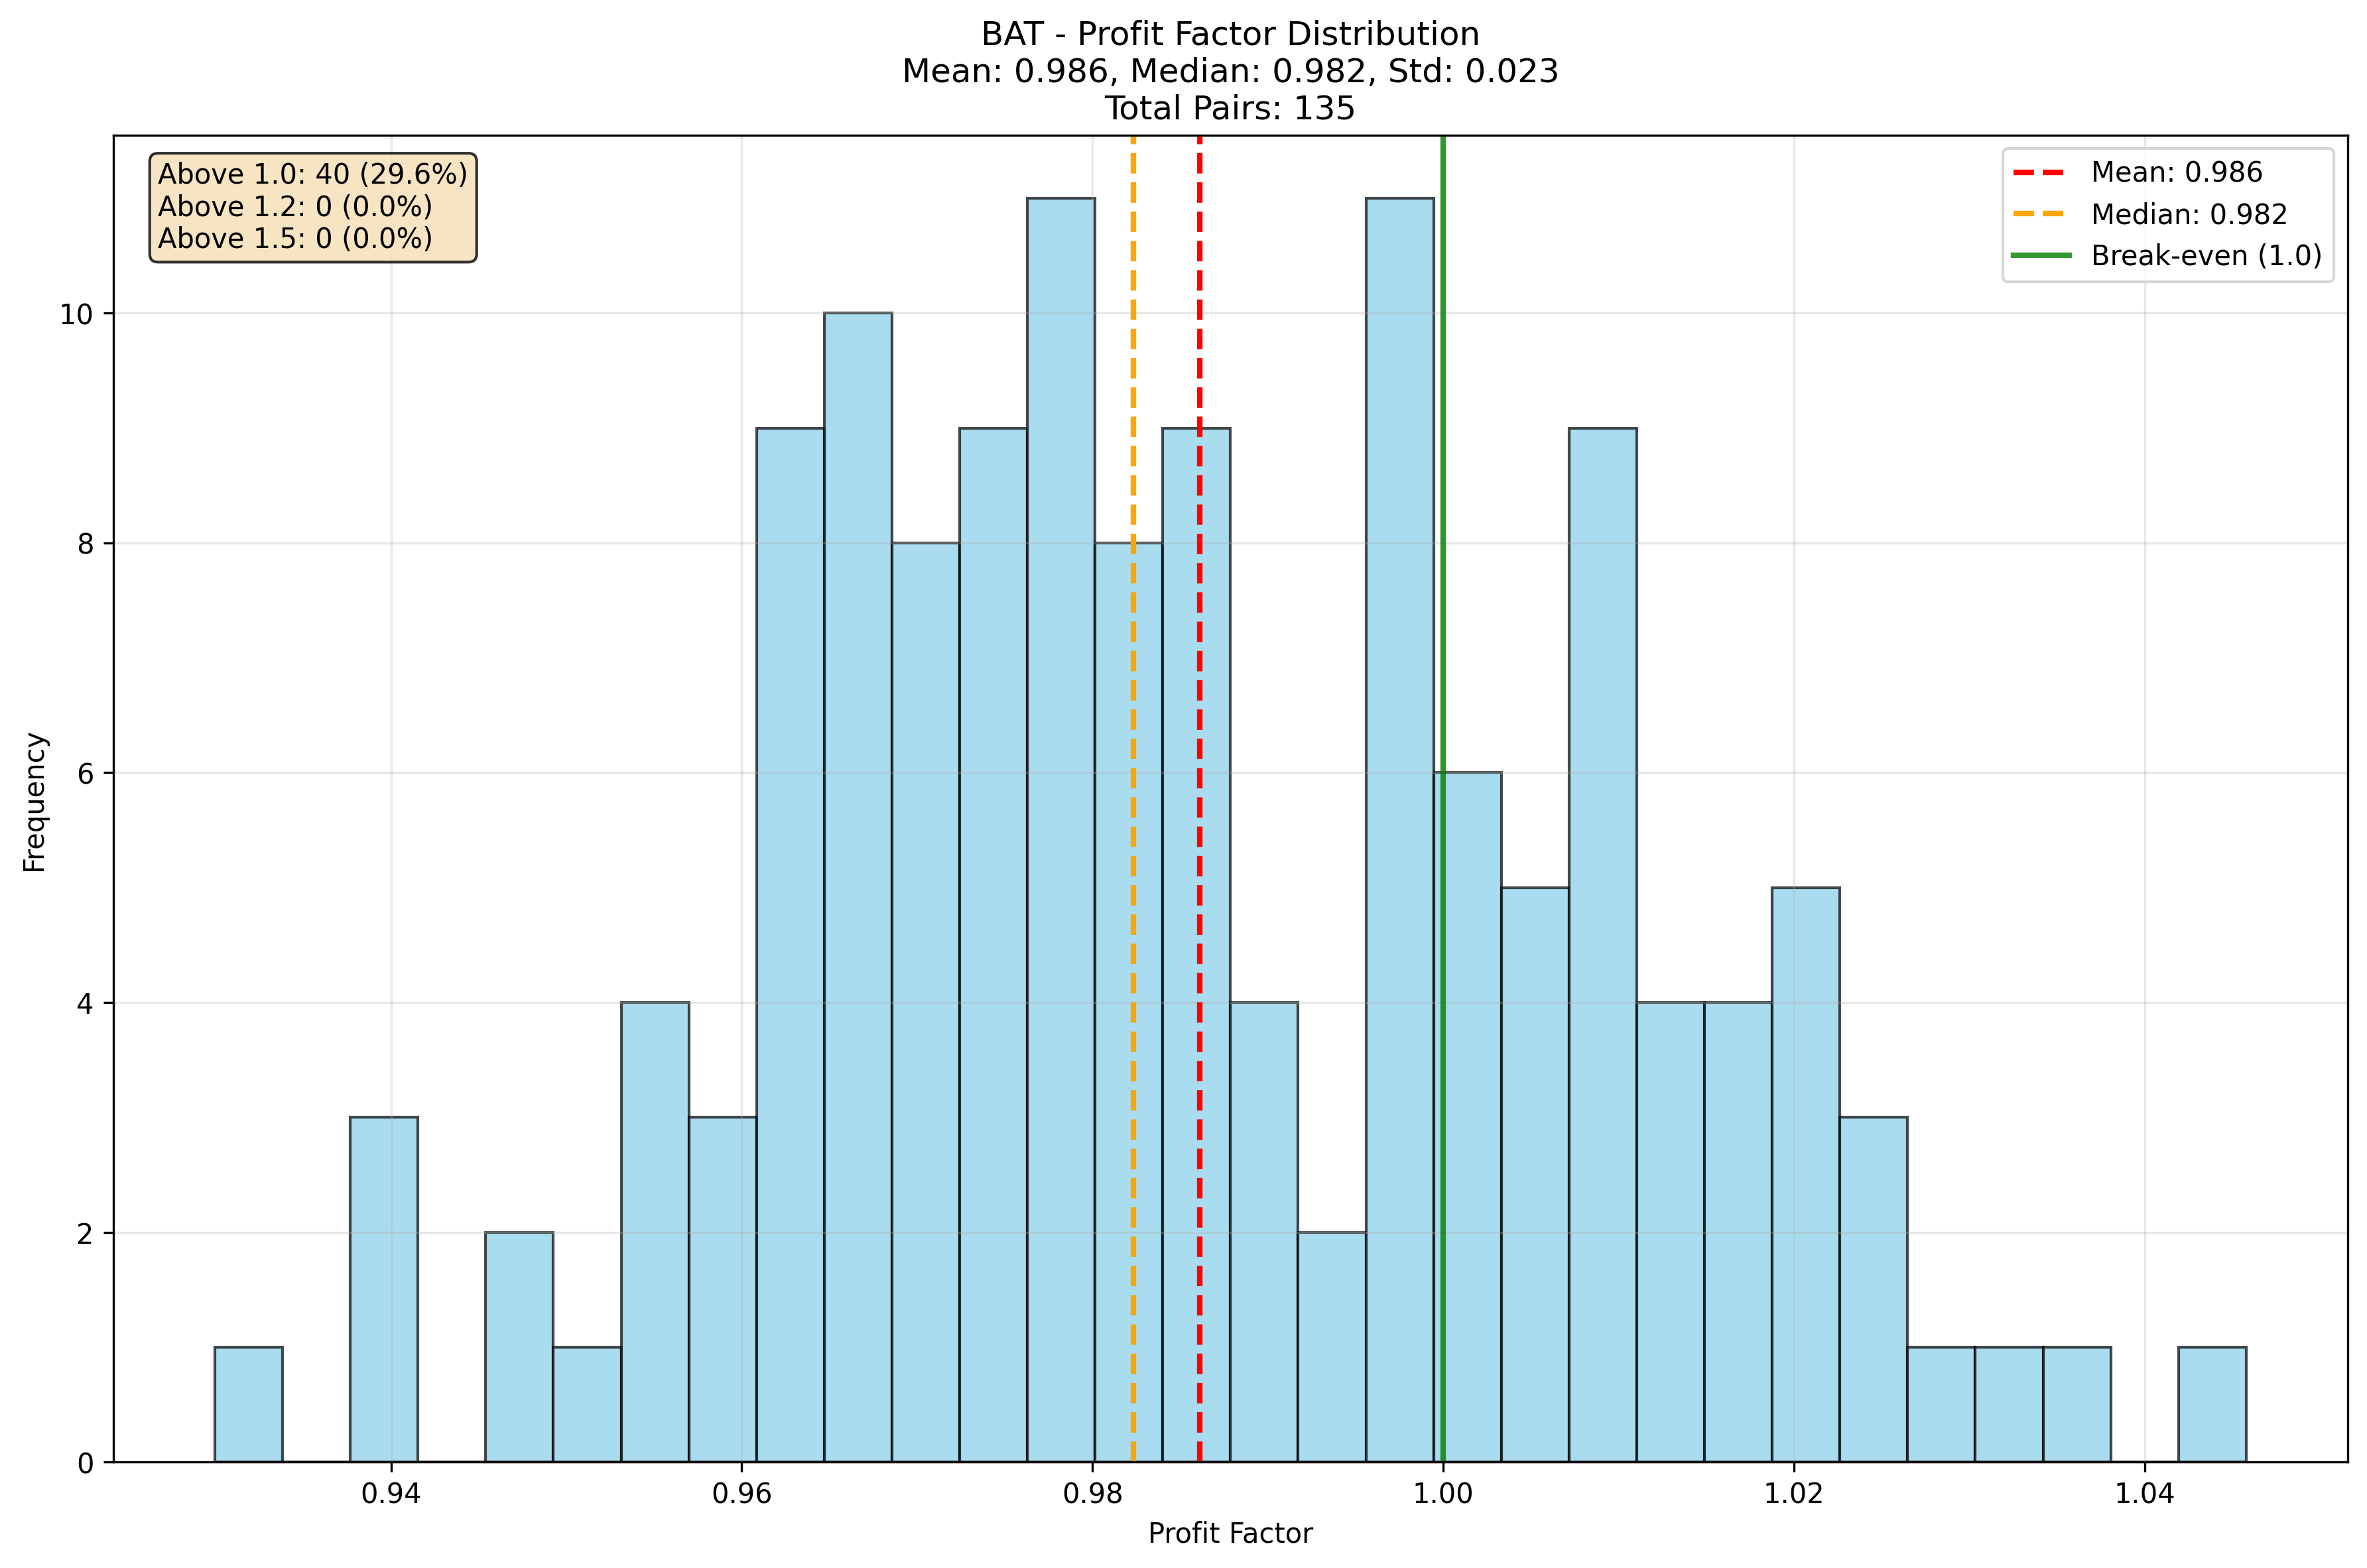 BAT - Profit Factor Distribution
Mean: 0.986, Median: 0.982, Std: 0.023
Total Pairs: 135
Above 1.0: 40 (29.6%)
Above 1.2: 0 (0.0%)
Above 1.5: 0 (0.0%)
Mean: 0.986
Median: 0.982
Break-even (1.0)
Frequency
10
8
6
4
2
0
0.94
0.96
0.98
1.00
1.02
1.04
Profit Factor